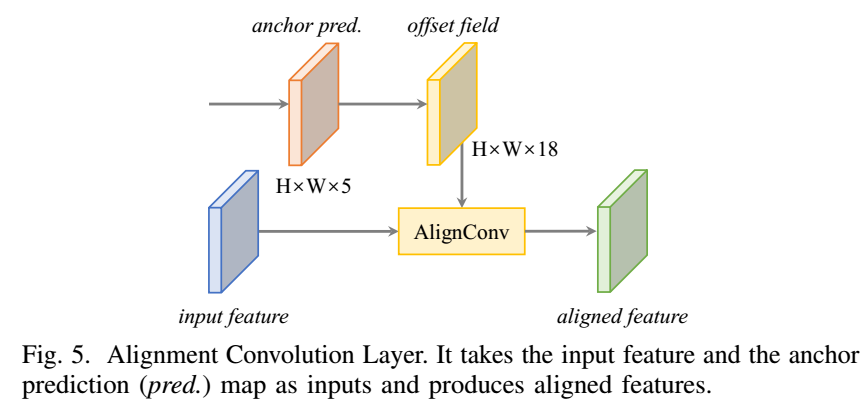 anchor pred. offset field
H×W×18
H×W×5
AlignConv
input feature aligned feature
Fig. 5. Alignment Convolution Layer. It takes the input feature and the anchor
prediction (pred.) map as inputs and produces aligned features.